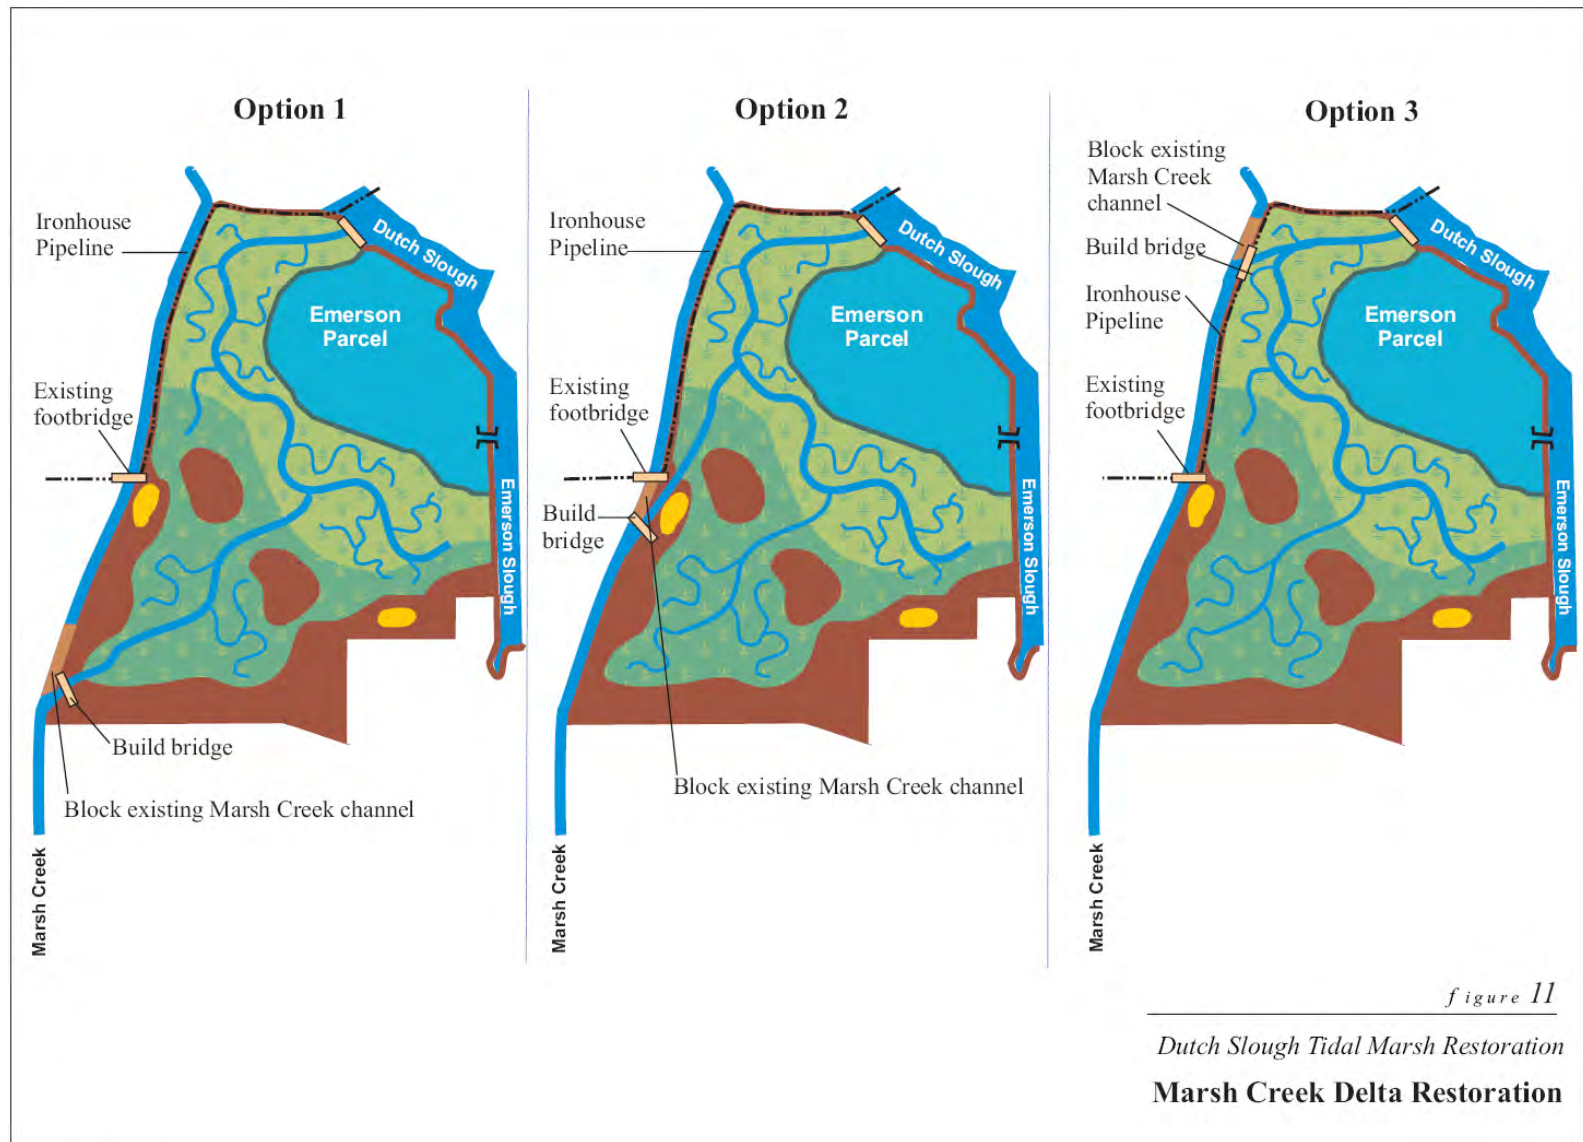 Option 1
Ironhouse
Pipeline
Dutch Slough
Emerson
Parcel
Existing
footbridge
Emerson Slough
Build bridge
Block existing Marsh Creek channel
Marsh Creek
Option 2
Ironhouse
Pipeline
Dutch Slough
Emerson
Parcel
Existing
footbridge
Build
bridge
Emerson Slough
Block existing Marsh Creek channel
Marsh Creek
Option 3
Block existing
Marsh Creek
channel
Build bridge
Dutch Slough
Ironhouse
Pipeline
Emerson
Parcel
Existing
footbridge
Emerson Slough
Marsh Creek
figure 11
Dutch Slough Tidal Marsh Restoration
Marsh Creek Delta Restoration